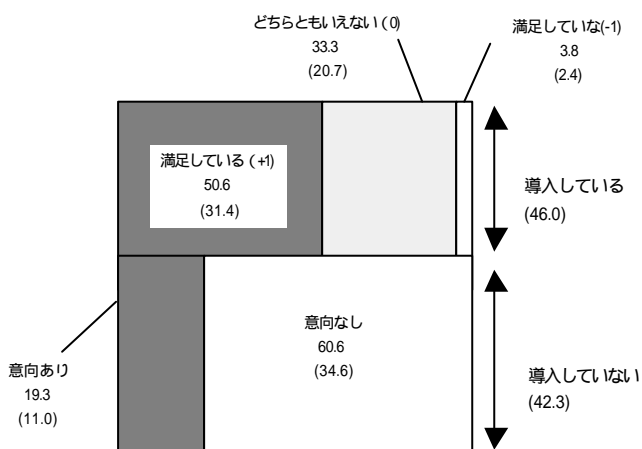 どちらともいえない(0)
33.3
(20.7)
満足していな(-1)
3.8
(2.4)
満足している(+1)
50.6
(31.4)
導入している
(46.0)
意向なし
60.6
(34.6)
意向あり
19.3
(11.0)
導入していない
(42.3)